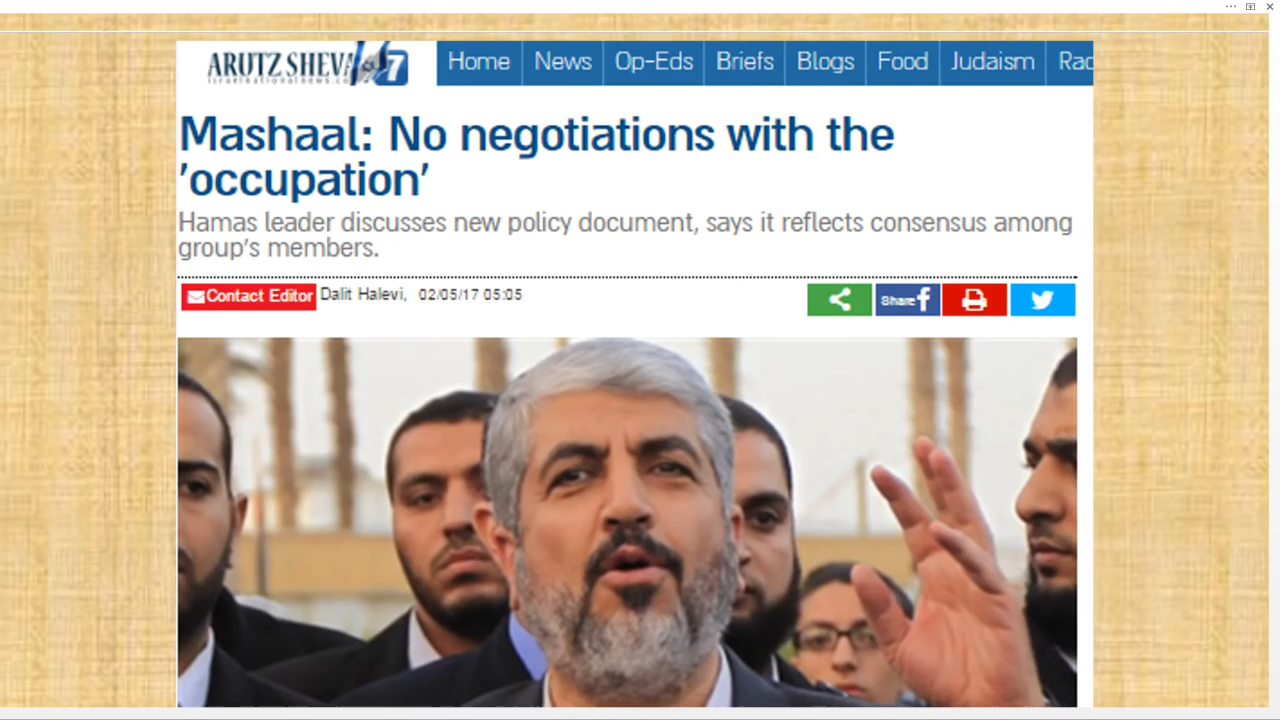 ARUTZ SHEVA 7
Home News Op-Eds Briefs Blogs Food Judaism Rad
Mashaal: No negotiations with the
'occupation'
Hamas leader discusses new policy document, says it reflects consensus among
group's members.
Contact Editor Dalit Halevi, 02/05/17 05:05
Share